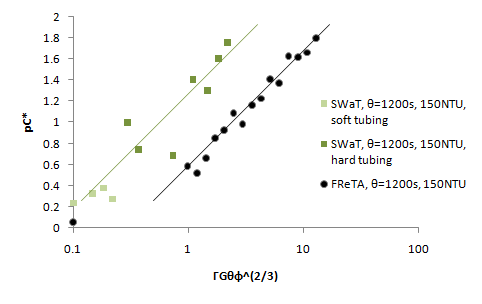 2
1.8
1.6
1.4
1.2
1
0.8
0.6
0.4
0.2
0
pC*
0.1
1
10
100
ΓGθϕ^(2/3)
SWaT, θ=1200s, 150NTU,
soft tubing
SWaT, θ=1200s, 150NTU,
hard tubing
FReTA, θ=1200s, 150NTU